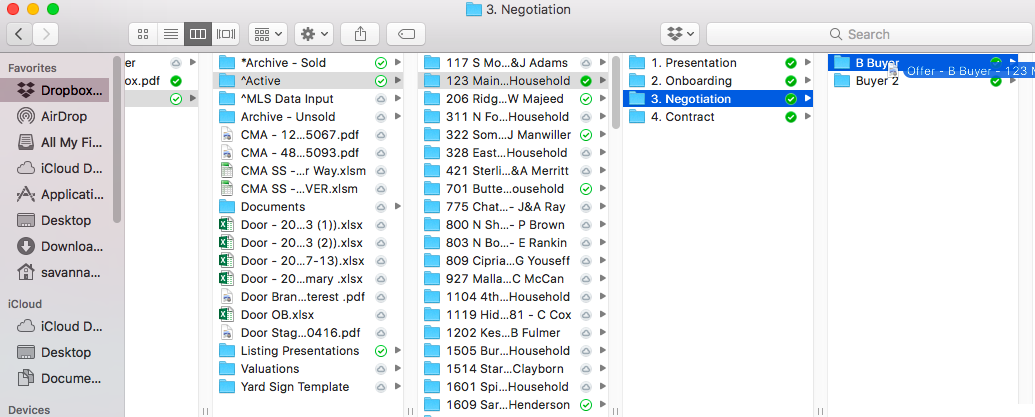 3. Negotiation
Search
Favorites
Dropbox...
AirDrop
All My Fi...
iCloud D...
Applicati...
Desktop
Downloa...
savanna...
iCloud
iCloud D...
Desktop
Docume...
Devices
er
ox.pdf
*Archive - Sold
^Active
^MLS Data Input
Archive - Unsold
CMA - 12...5067.pdf
CMA - 48...5093.pdf
CMA SS -...r Way.xlsm
CMA SS -...VER.xlsm
Documents
Door - 20...3 (1)).xlsx
Door - 20...3 (2)).xlsx
Door - 20...7-13).xlsx
Door - 20...mary .xlsx
Door Bran...terest .pdf
Door OB.xlsx
Door Stag...0416.pdf
Listing Presentations
Valuations
Yard Sign Template
117 S Mo...&J Adams
123 Main...Household
206 Ridg...W Majeed
311 N Fo...Household
322 Som...J Manwiller
328 East...Household
421 Sterli...&A Merritt
701 Butte...ousehold
775 Chat...- J&A Ray
800 N Sh...- P Brown
803 N Bo...- E Rankin
809 Cipria...G Youseff
927 Malla...C McCan
1104 4th...Household
1119 Hid...81 - C Cox
1202 Kes...B Fulmer
1505 Bur...Household
1514 Star...Clayborn
1601 Spi...Household
1609 Sar...Henderson
1. Presentation
2. Onboarding
3. Negotiation
4. Contract
B Buyer
Offer - B Buyer - 123 M
Buyer 2